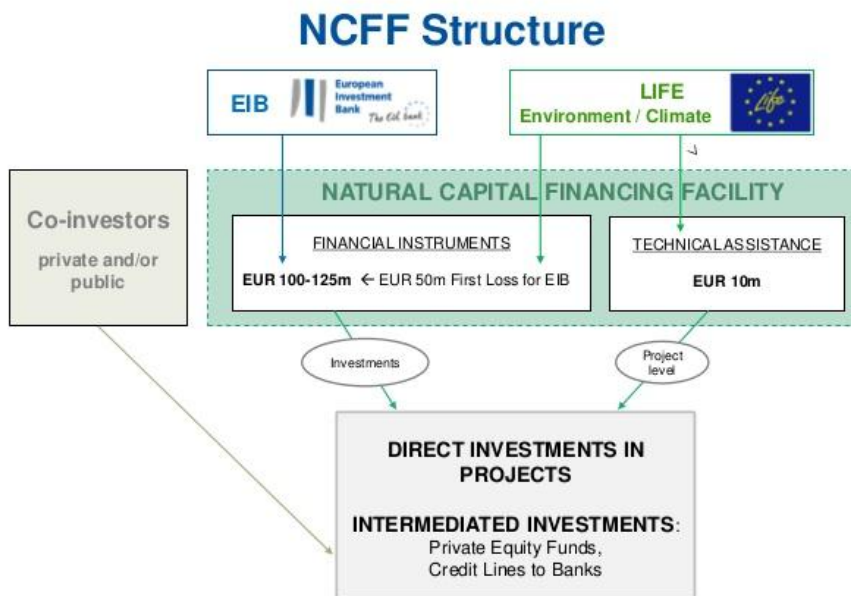 NCFF Structure
EIB
European
Investment
Bank
The EU bank
LIFE
Environment / Climate
Life
Co-investors
private and/or
public
NATURAL CAPITAL FINANCING FACILITY
FINANCIAL INSTRUMENTS
EUR 100-125m ← EUR 50m First Loss for EIB
TECHNICAL ASSISTANCE
EUR 10m
Investments
Project
level
DIRECT INVESTMENTS IN
PROJECTS
INTERMEDIATED INVESTMENTS:
Private Equity Funds,
Credit Lines to Banks